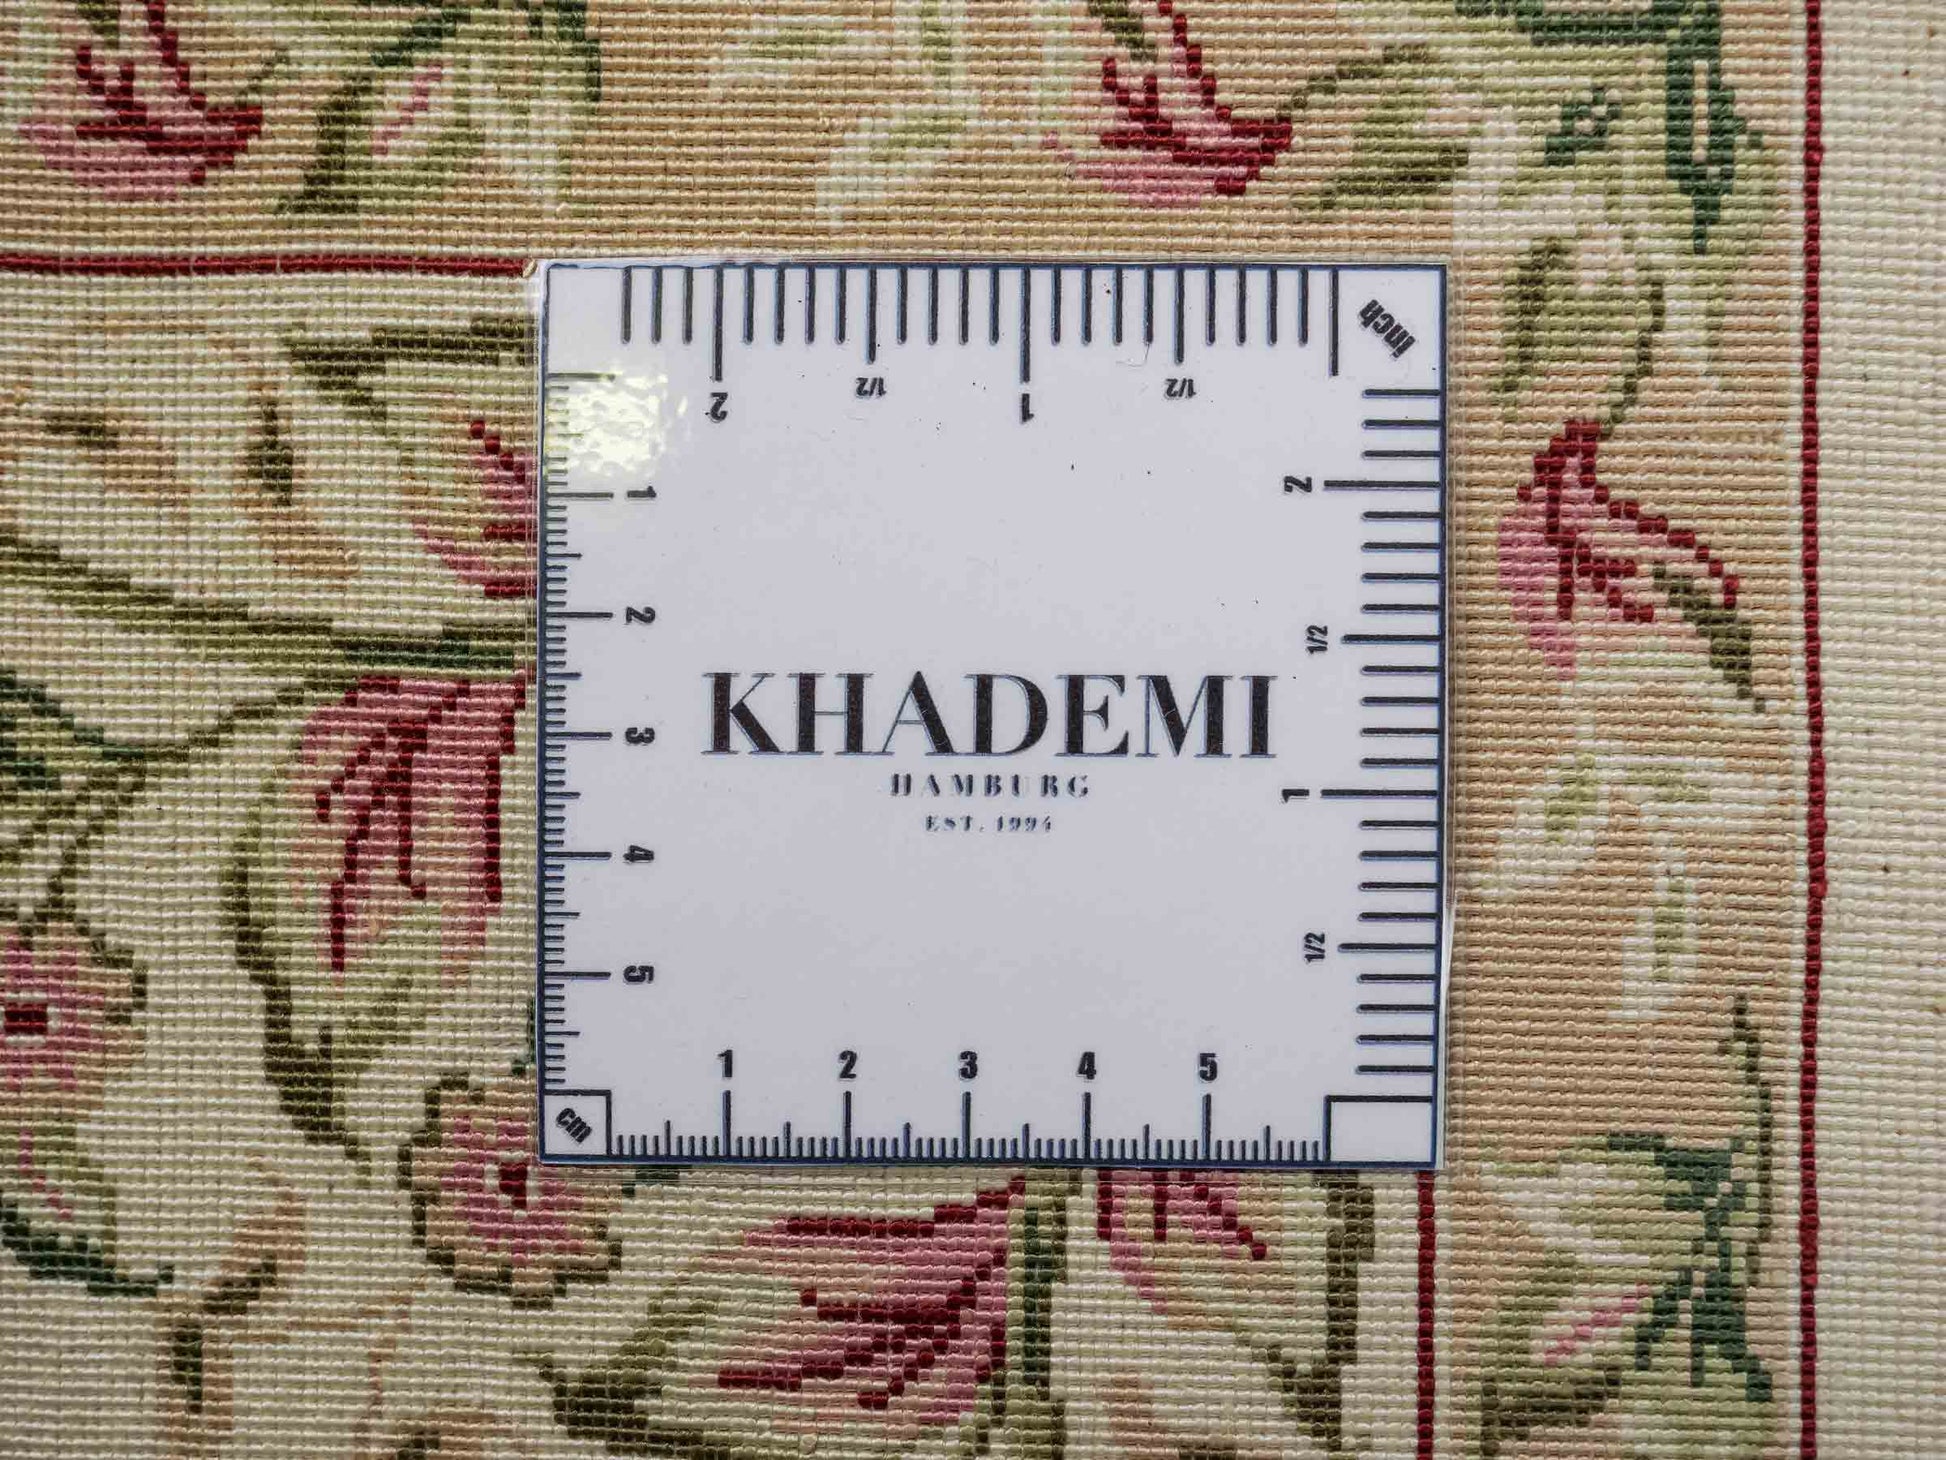 inch
2 1/2 1 1/2
2
1/2
1
1/2
1
2
3
4
5
KHADEMI
HAMBURG
EST. 1994
cm
1 2 3 4 5